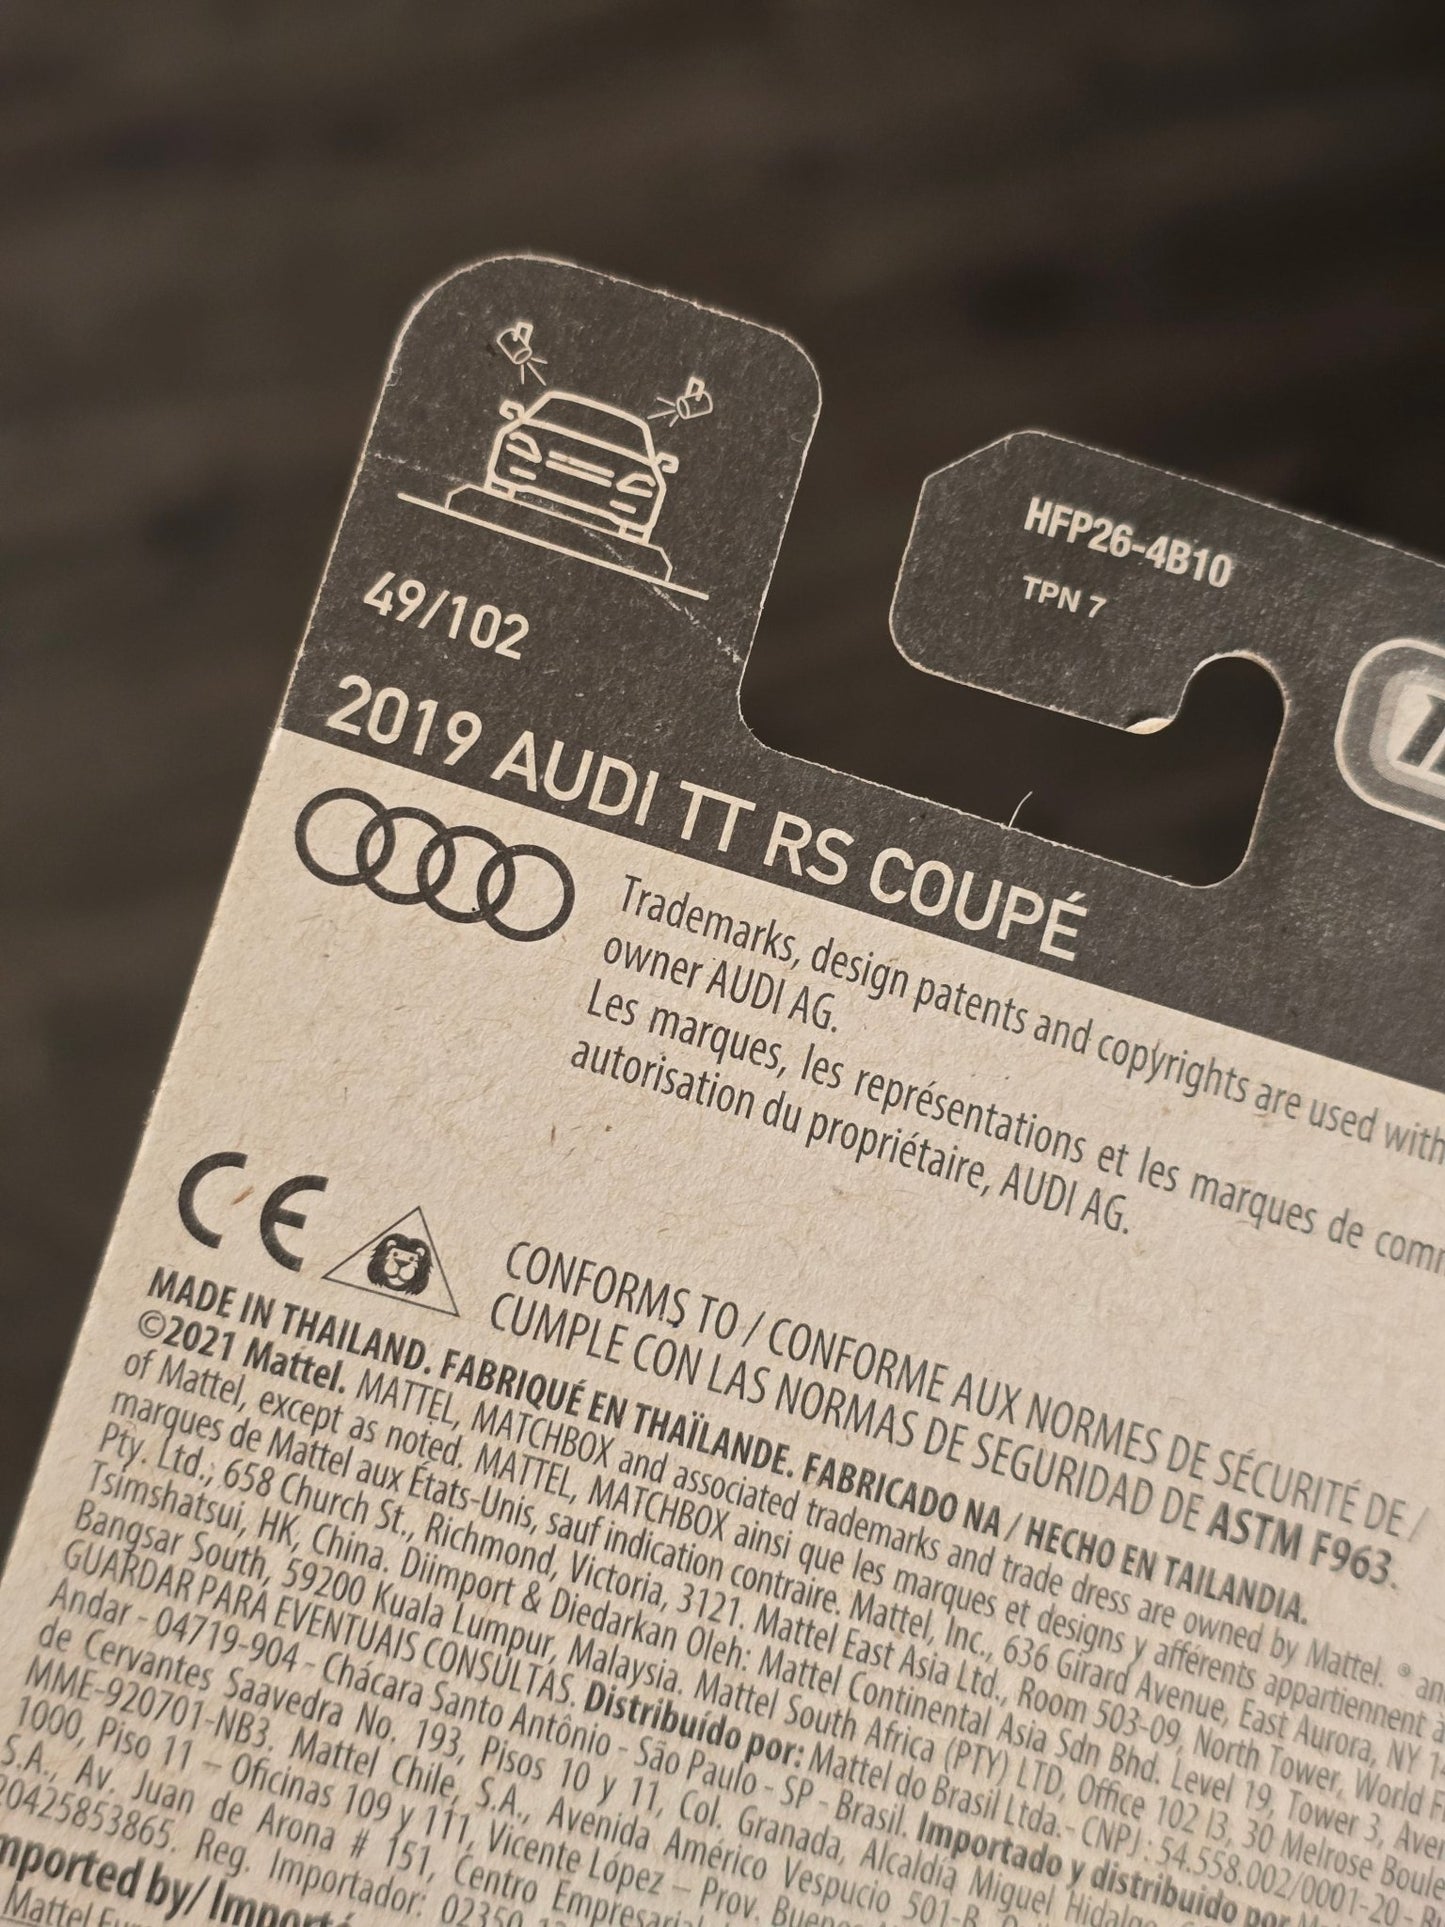 49/102
2019 AUDI TT RS COUPÉ
HFP26-4B10
TPN 7
Trademarks, design patents and copyrights are used with
owner AUDI AG.
Les marques, les représentations et les marques de
autorisation du propriétaire, AUDI AG.
CE
CONFORMS TO / CONFORME AUX NORMES DE SÉCURITÉ DE /
CUMPLE CON LAS NORMAS DE SEGURIDAD DE ASTM F963.
MADE IN THAILAND. FABRIQUÉ EN THAÏLANDE. FABRICADO NA / HECHO EN TAILANDIA.
©2021 Mattel. MATTEL, MATCHBOX and associated trademarks and trade dress are owned by Mattel. ®
of Mattel, except as noted. MATTEL, MATCHBOX ainsi que les marques et designs y afférents appartiennent à
marques de Mattel aux États-Unis, sauf indication contraire. Mattel, Inc., 636 Girard Avenue, East Aurora, NY
Pty. Ltd., 658 Church St., Richmond, Victoria, 3121. Mattel East Asia Ltd., Room 503-09, North Tower, World
Tsimshatsui, HK, China. Diimport & Diedarkan Oleh: Mattel Continental Asia Sdn Bhd. Level 19, Tower 3,
Bangsar South, 59200 Kuala Lumpur, Malaysia. Mattel South Africa (PTY) LTD, Office 102 I3, 30 Melrose
GUARDAR PARA EVENTUAIS CONSULTAS. Distribuído por: Mattel do Brasil Ltda.- CNPJ : 54.558.002/0001-20 -
Andar - 04719-904 - Chácara Santo Antônio - São Paulo - SP - Brasil. Importado y distribuido por
de Cervantes Saavedra No. 193, Pisos 10 y 11, Col. Granada, Alcaldía Miguel
MME-920701-NB3. Mattel Chile, S.A., Avenida Américo Vespucio 501-B,
1000, Piso 11 – Oficinas 109 y 111, Vicente López – Prov.
S.A., Av. Juan de Arona # 151, Centro
20425853865. Reg. Importador:
Mattel